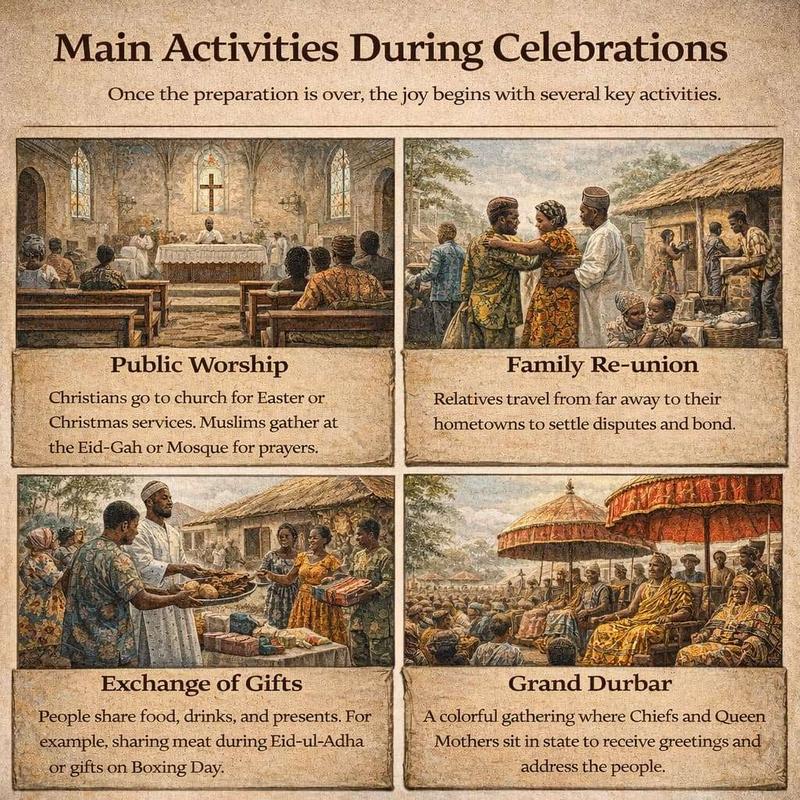 Main Activities During Celebrations
Once the preparation is over, the joy begins with several key activities.
Public Worship
Christians go to church for Easter or
Christmas services. Muslims gather at
the Eid-Gah or Mosque for prayers.
Family Re-union
Relatives travel from far away to their
hometowns to settle disputes and bond.
Exchange of Gifts
People share food, drinks, and presents. For
example, sharing meat during Eid-ul-Adha
or gifts on Boxing Day.
Grand Durbar
A colorful gathering where Chiefs and Queen
Mothers sit in state to receive greetings and
address the people.